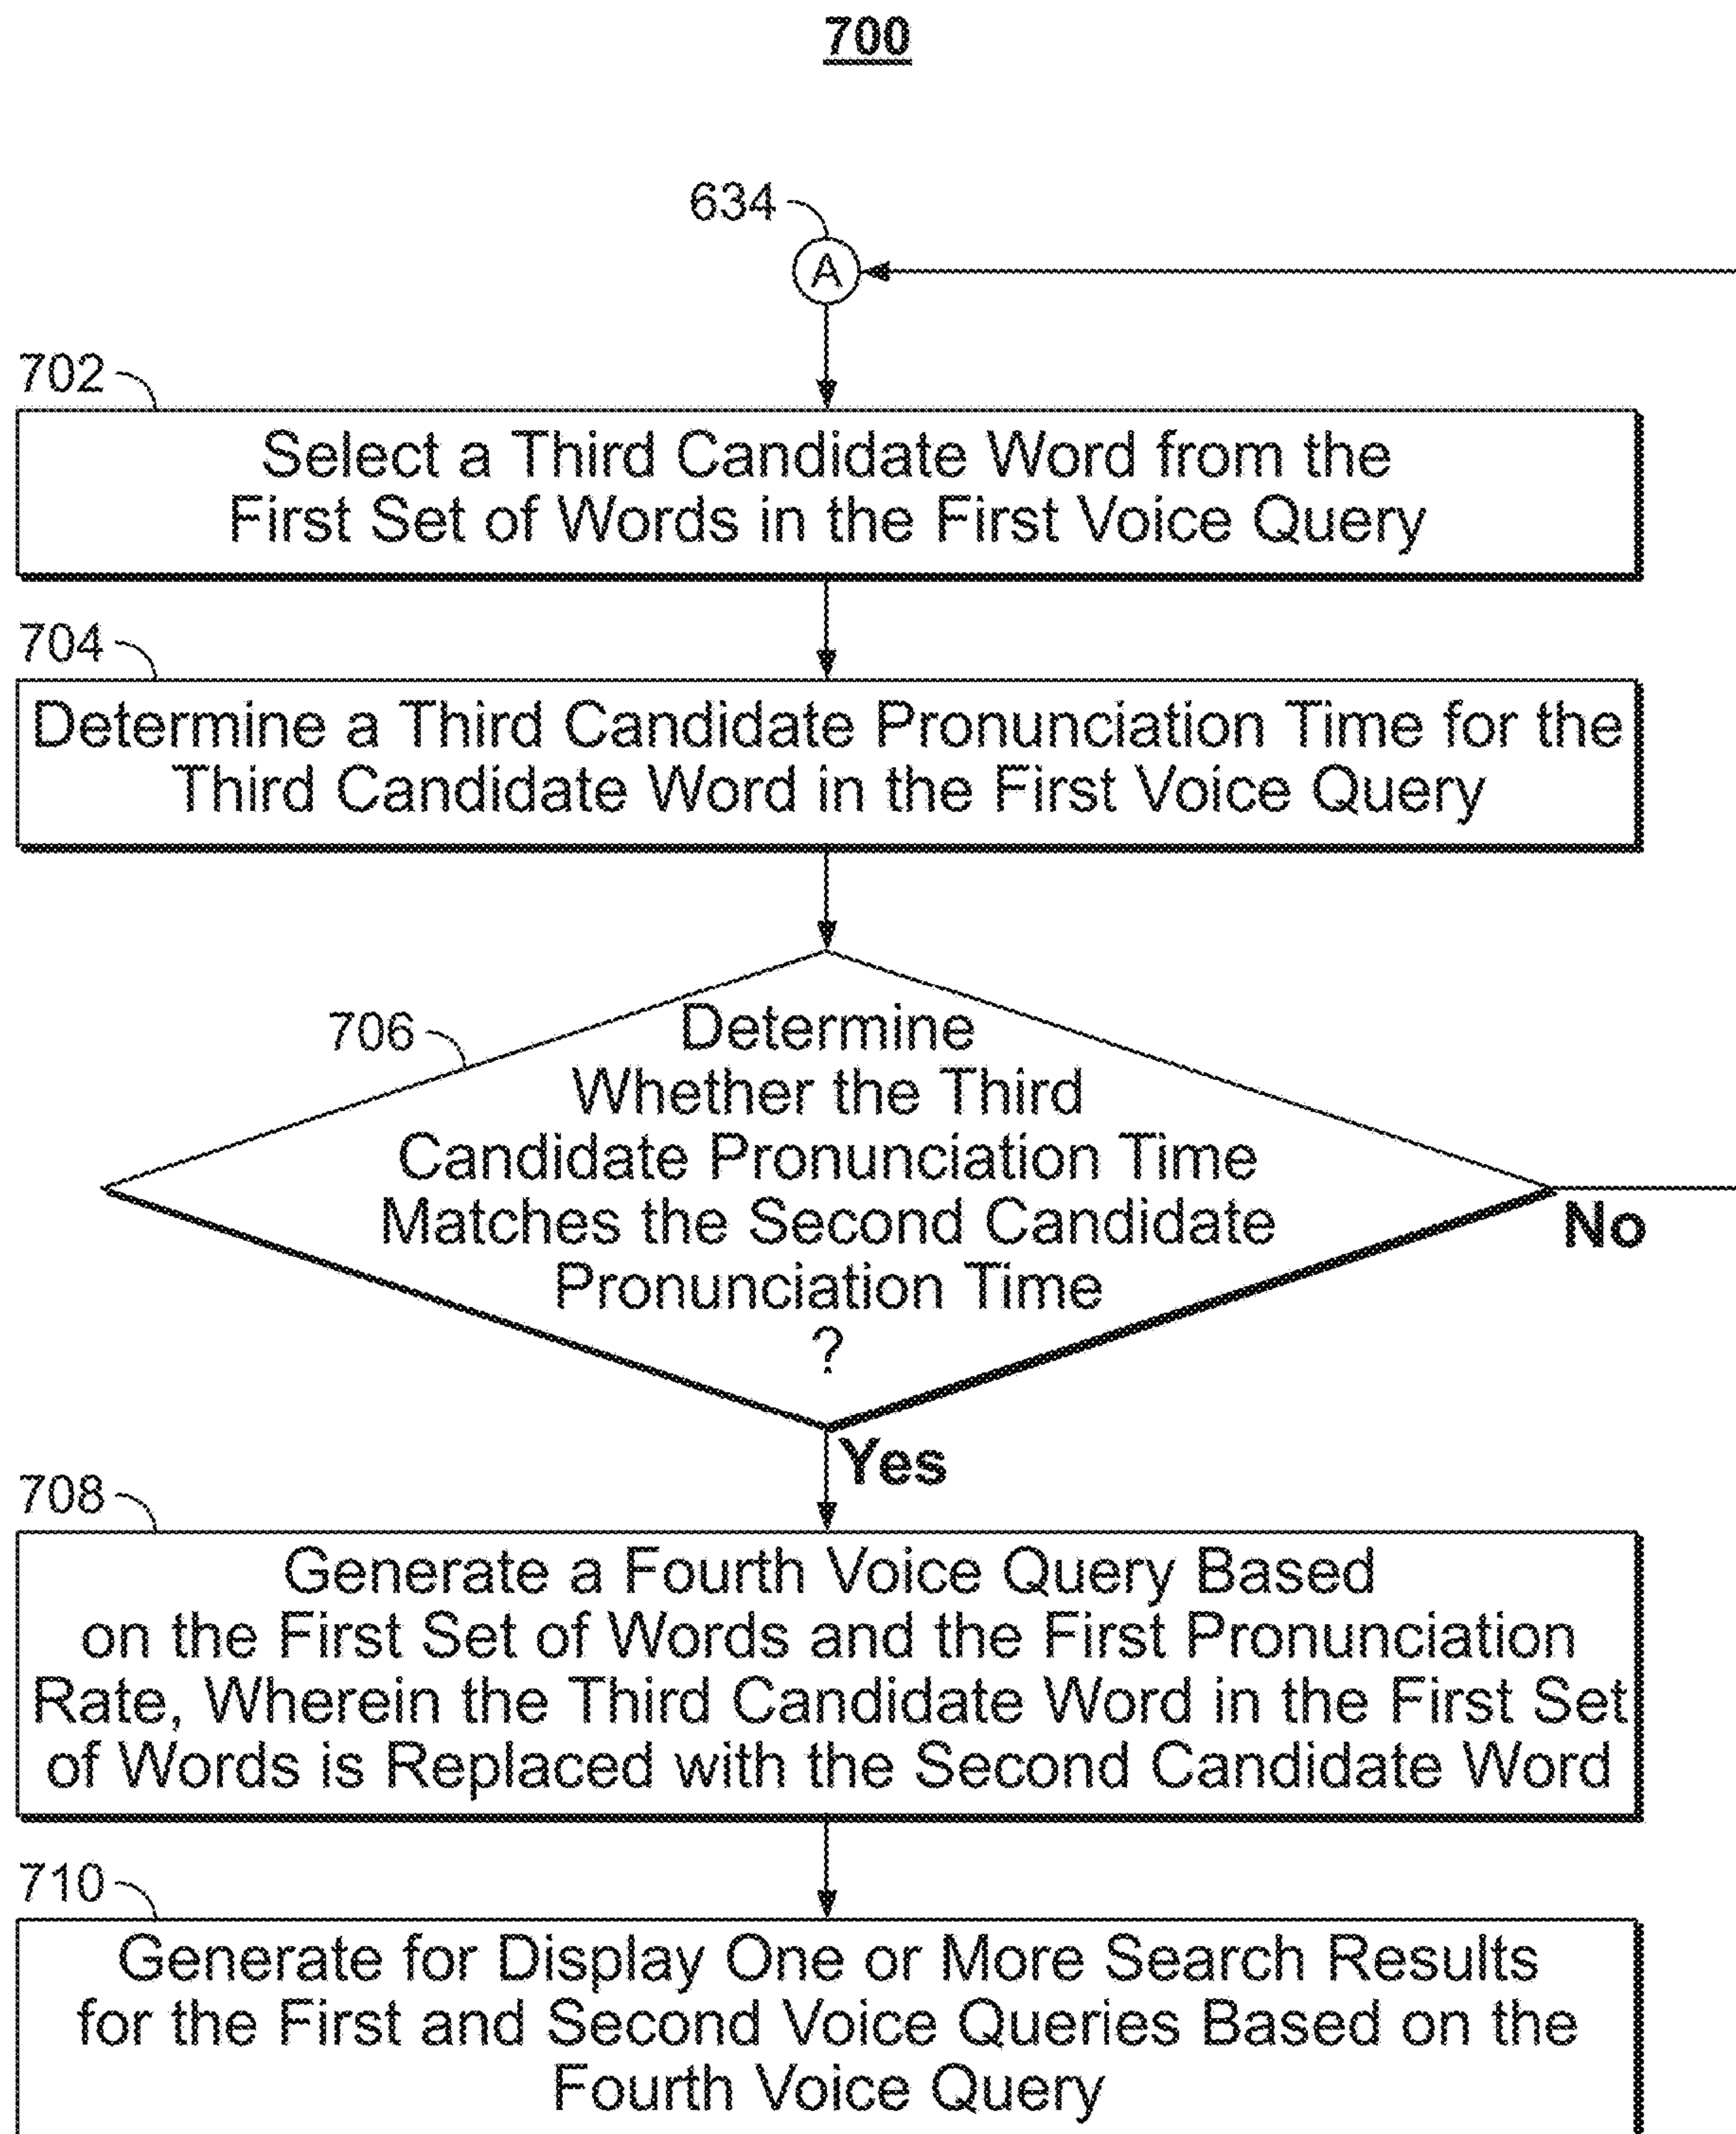 700
634
A
702
Select a Third Candidate Word from the
First Set of Words in the First Voice Query
704
Determine a Third Candidate Pronunciation Time for the
Third Candidate Word in the First Voice Query
706
Determine
Whether the Third
Candidate Pronunciation Time
Matches the Second Candidate
Pronunciation Time
?
No
Yes
708
Generate a Fourth Voice Query Based
on the First Set of Words and the First Pronunciation
Rate, Wherein the Third Candidate Word in the First Set
of Words is Replaced with the Second Candidate Word
710
Generate for Display One or More Search Results
for the First and Second Voice Queries Based on the
Fourth Voice Query